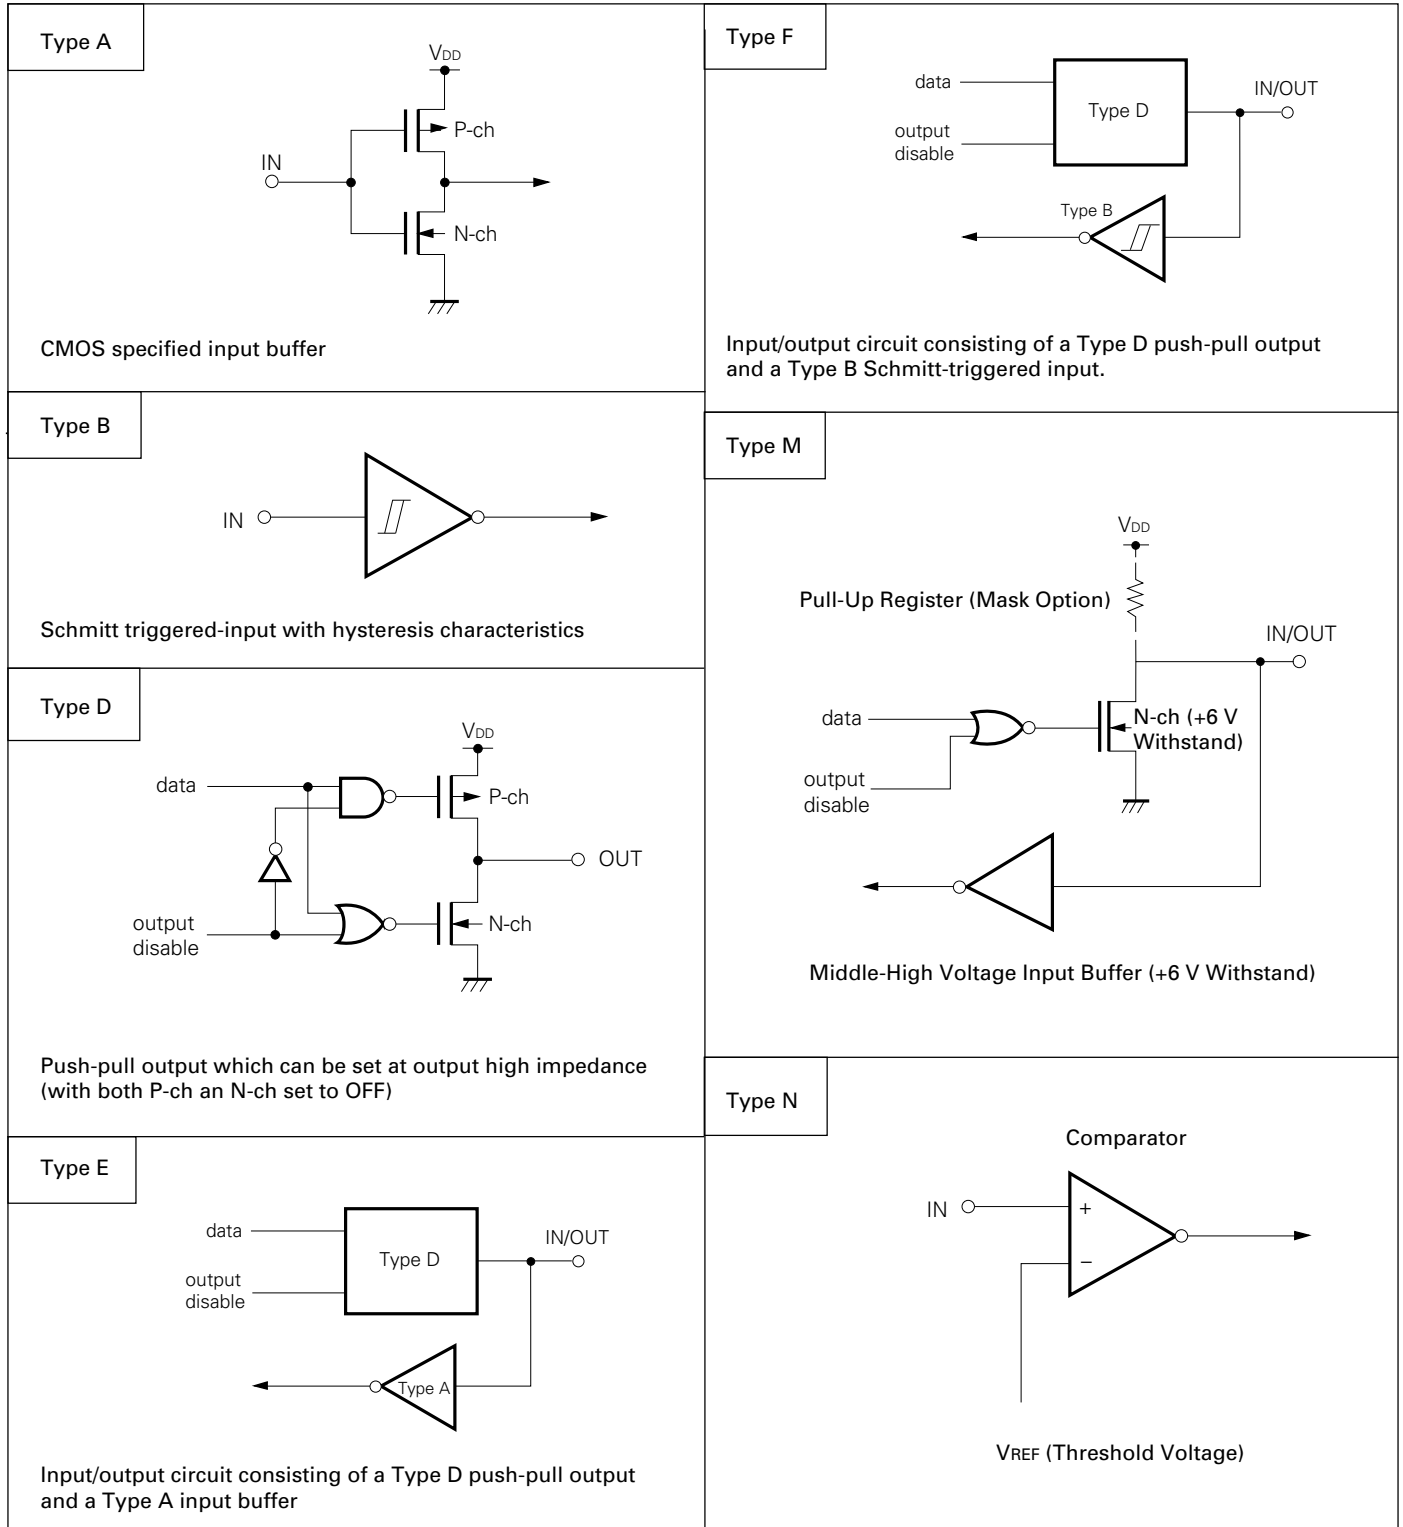 Type A
VDD
P-ch
IN
N-ch
CMOS specified input buffer
Type B
IN
Schmitt triggered-input with hysteresis characteristics
Type D
VDD
data
P-ch
OUT
output
disable
N-ch
Push-pull output which can be set at output high impedance
(with both P-ch an N-ch set to OFF)
Type E
data
Type D
IN/OUT
output
disable
Type A
Input/output circuit consisting of a Type D push-pull output
and a Type A input buffer
Type F
data
Type D
IN/OUT
output
disable
Type B
Input/output circuit consisting of a Type D push-pull output
and a Type B Schmitt-triggered input.
Type M
VDD
Pull-Up Register (Mask Option)
IN/OUT
data
N-ch (+6 V
Withstand)
output
disable
Middle-High Voltage Input Buffer (+6 V Withstand)
Type N
Comparator
IN
+
−
VREF (Threshold Voltage)